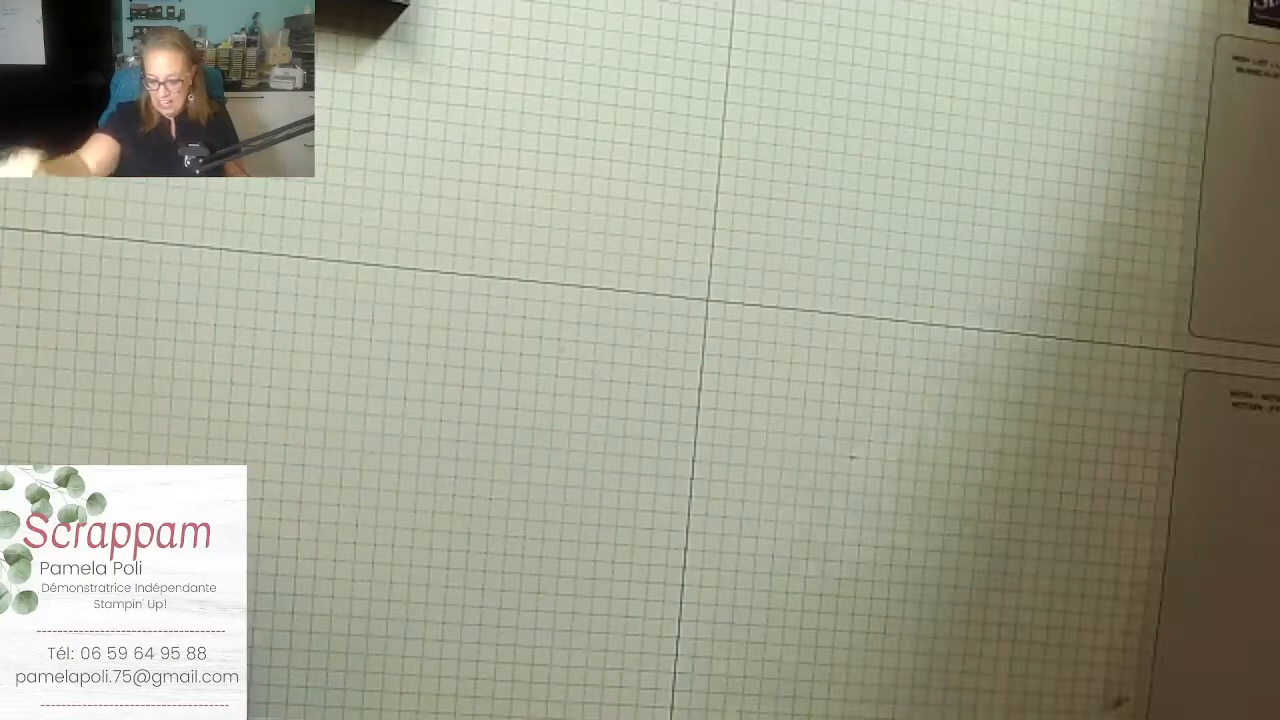 Scrappam
Pamela Poli
Démonstratrice Indépendante
Stampin' Up!
Tél: 06 59 64 95 88
pamelapoli.75@gmail.com